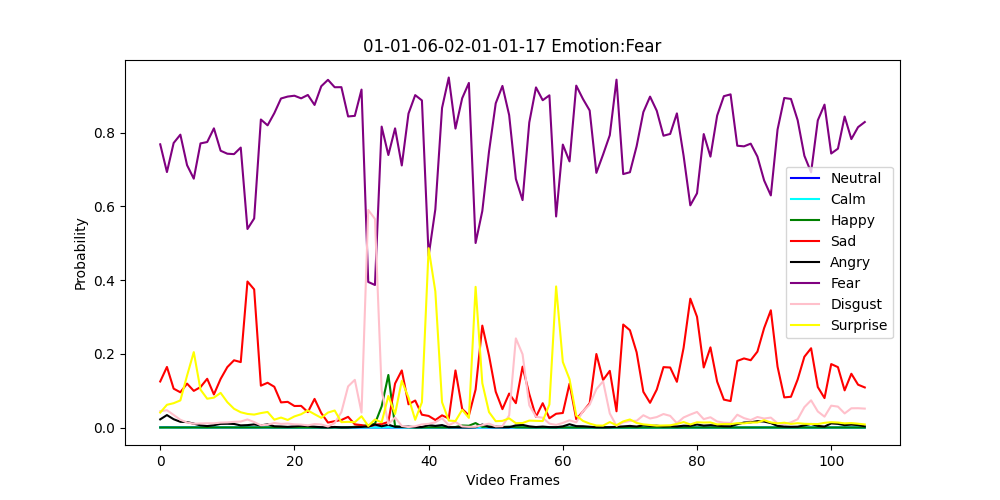 01-01-06-02-01-01-17 Emotion:Fear
Probability
0.8
0.6
0.4
0.2
0.0
0
20
40
60
80
100
Video Frames
Neutral
Calm
Happy
Sad
Angry
Fear
Disgust
Surprise